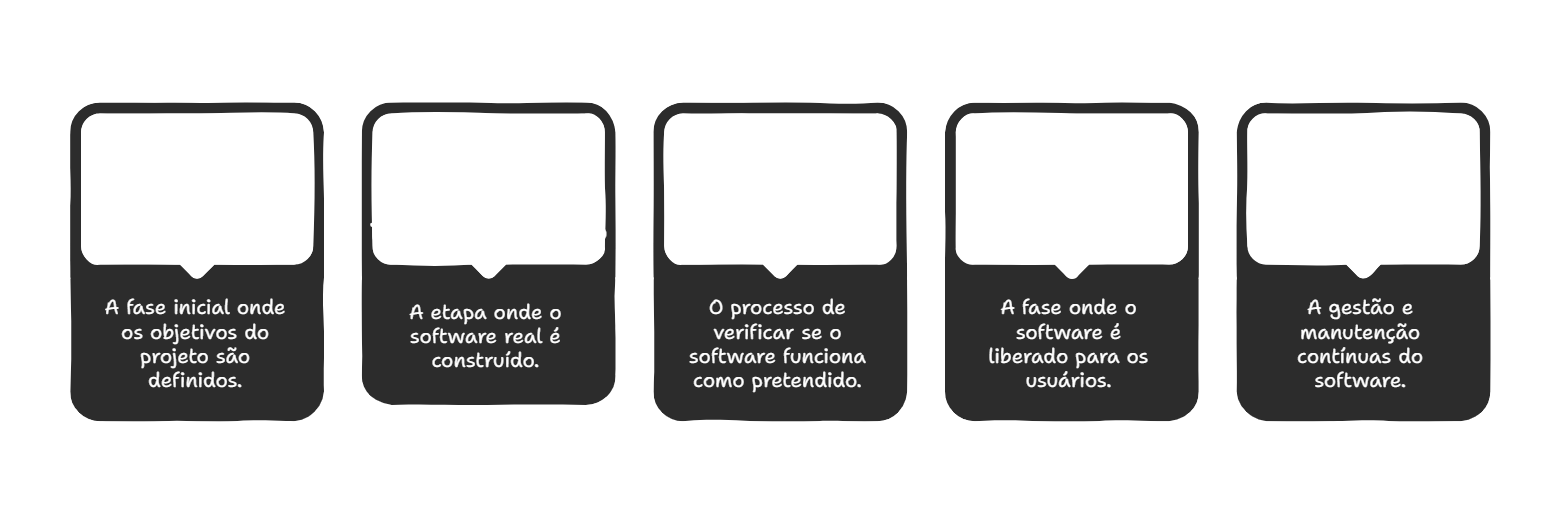 A fase inicial onde
os objetivos do
projeto são
definidos.
A etapa onde o
software real é
construído.
O processo de
verificar se o
software funciona
como pretendido.
A fase onde o
software é
liberado para os
usuários.
A gestão e
manutenção
contínuas do
software.